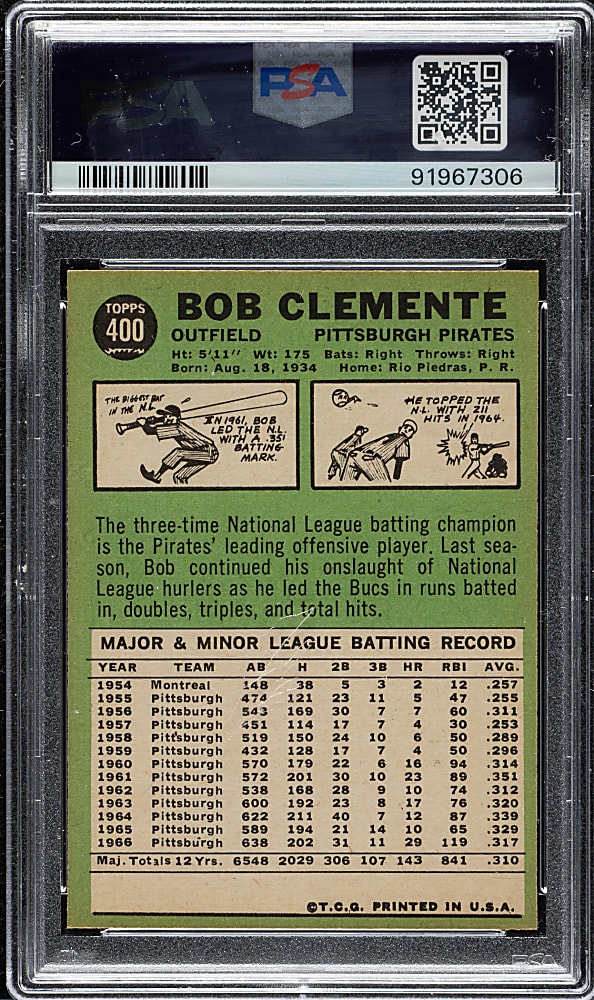 PSA
PSA
91967306
TOPPS
400
BOB CLEMENTE
OUTFIELD PITTSBURGH PIRATES
Ht: 5'11" Wt: 175 Bats: Right Throws: Right
Born: Aug. 18, 1934 Home: Rio Piedras, P. R.
THE BIGGEST BAT
IN THE N.L.
IN 1961, BOB
LED THE N.L.
WITH A .351
BATTING
MARK.
HE TOPPED THE
N.L. WITH 211
HITS IN 1964.
The three-time National League batting champion
is the Pirates' leading offensive player. Last sea-
son, Bob continued his onslaught of National
League hurlers as he led the Bucs in runs batted
in, doubles, triples, and total hits.
MAJOR & MINOR LEAGUE BATTING RECORD
YEAR TEAM AB H 2B 3B HR RBI AVG.
1954 Montreal 148 38 5 3 2 12 .257
1955 Pittsburgh 474 121 23 11 5 47 .255
1956 Pittsburgh 543 169 30 7 7 60 .311
1957 Pittsburgh 451 114 17 7 4 30 .253
1958 Pittsburgh 519 150 24 10 6 50 .289
1959 Pittsburgh 432 128 17 7 4 50 .296
1960 Pittsburgh 570 179 22 6 16 94 .314
1961 Pittsburgh 572 201 30 10 23 89 .351
1962 Pittsburgh 538 168 28 9 10 74 .312
1963 Pittsburgh 600 192 23 8 17 76 .320
1964 Pittsburgh 622 211 40 7 12 87 .339
1965 Pittsburgh 589 194 21 14 10 65 .329
1966 Pittsburgh 638 202 31 11 29 119 .317
Maj. Totals 12 Yrs. 6548 2029 306 107 143 841 .310
©T.C.G. PRINTED IN U.S.A.
PSA